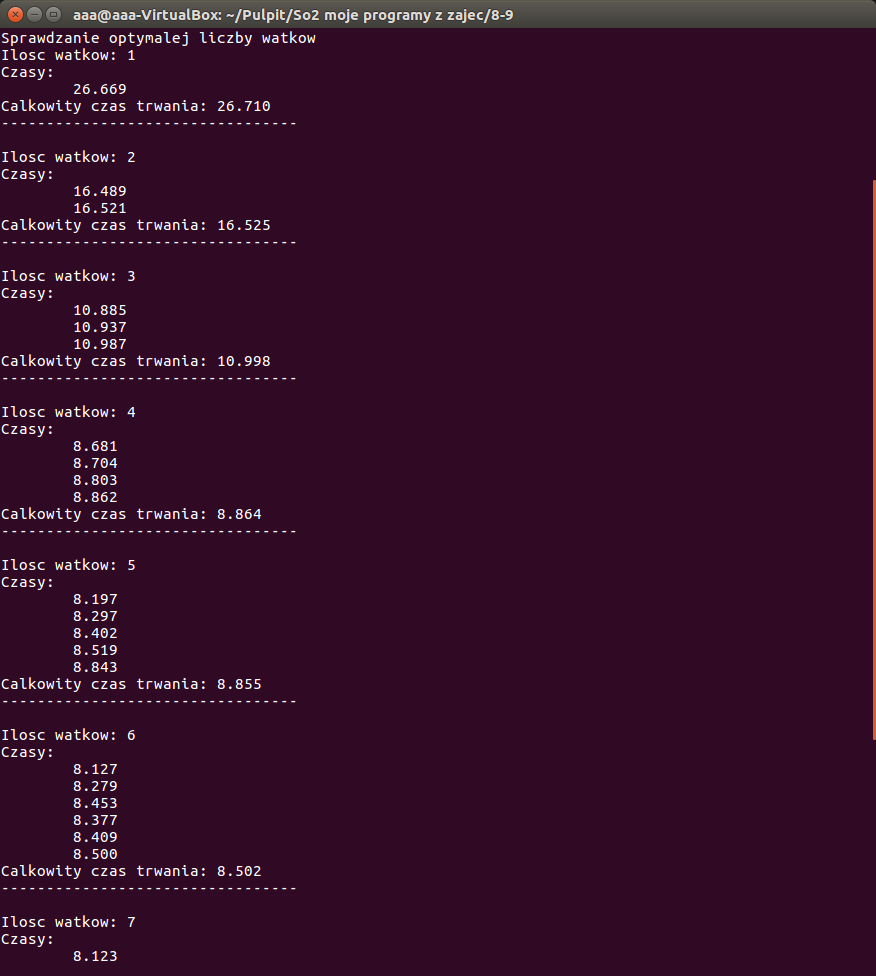 aaa@aaa-VirtualBox: ~/Pulpit/So2 moje programy z zajec/8-9
Sprawdzanie optymalej liczby watkow
Ilosc watkow: 1
Czasy:
26.669
Calkowity czas trwania: 26.710
---------------------------------
Ilosc watkow: 2
Czasy:
16.489
16.521
Calkowity czas trwania: 16.525
---------------------------------
Ilosc watkow: 3
Czasy:
10.885
10.937
10.987
Calkowity czas trwania: 10.998
---------------------------------
Ilosc watkow: 4
Czasy:
8.681
8.704
8.803
8.862
Calkowity czas trwania: 8.864
---------------------------------
Ilosc watkow: 5
Czasy:
8.197
8.297
8.402
8.519
8.843
Calkowity czas trwania: 8.855
---------------------------------
Ilosc watkow: 6
Czasy:
8.127
8.279
8.453
8.377
8.409
8.500
Calkowity czas trwania: 8.502
---------------------------------
Ilosc watkow: 7
Czasy:
8.123